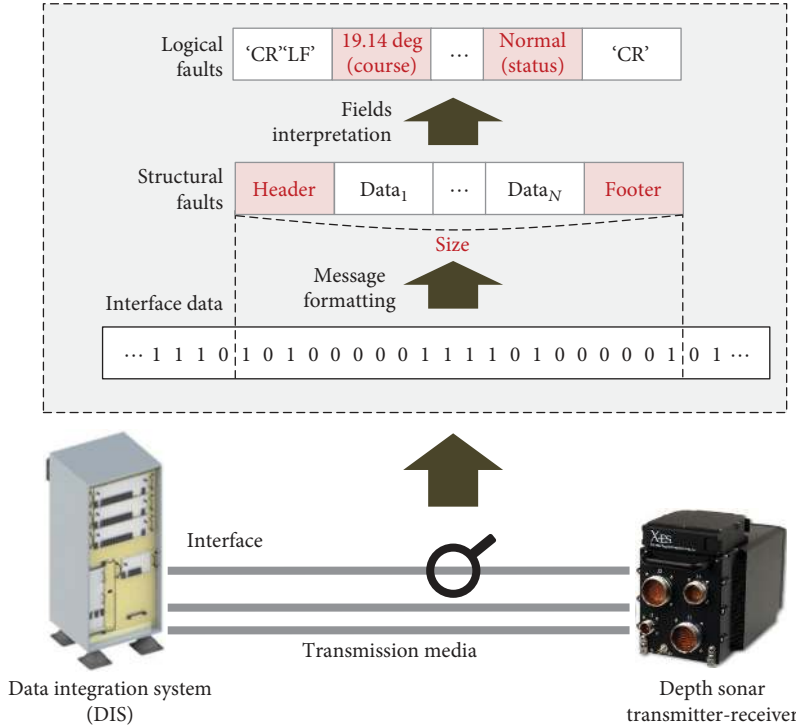 Logical
faults
‘CR’‘LF’
19.14 deg
(course)
...
Normal
(status)
‘CR’
Fields
interpretation
Structural
faults
Header
Data1
...
DataN
Footer
Size
Message
formatting
Interface data
... 1 1 1 0 1 0 1 0 0 0 0 0 1 1 1 1 0 1 0 0 0 0 0 1 0 1 ...
Interface
X-ES
Transmission media
Data integration system
(DIS)
Depth sonar
transmitter-receiver